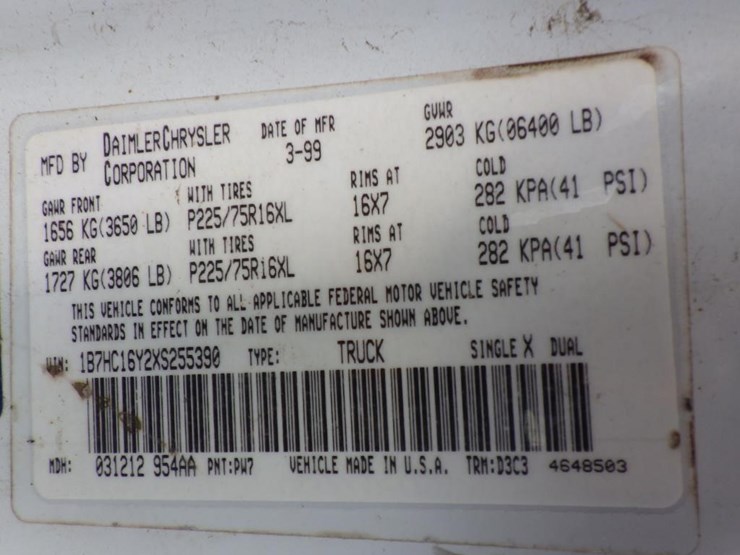 MFD BY DAIMLERCHRYSLER CORPORATION DATE OF MFR 3-99 GVWR 2903 KG(06400 LB)
GAWR FRONT WITH TIRES RIMS AT COLD
1656 KG(3650 LB) P225/75R16XL 16X7 282 KPA(41 PSI)
GAWR REAR WITH TIRES RIMS AT COLD
1727 KG(3806 LB) P225/75R16XL 16X7 282 KPA(41 PSI)
THIS VEHICLE CONFORMS TO ALL APPLICABLE FEDERAL MOTOR VEHICLE SAFETY
STANDARDS IN EFFECT ON THE DATE OF MANUFACTURE SHOWN ABOVE.
VIN: 1B7HC16Y2XS255390 TYPE: TRUCK SINGLE X DUAL
MDH: 031212 954AA PNT:PW7 VEHICLE MADE IN U.S.A. TRM:D3C3 4648503